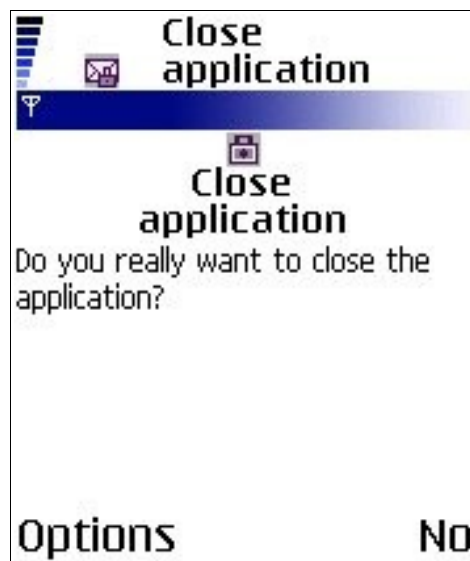 Close
application
Close
application
Do you really want to close the
application?
Options No